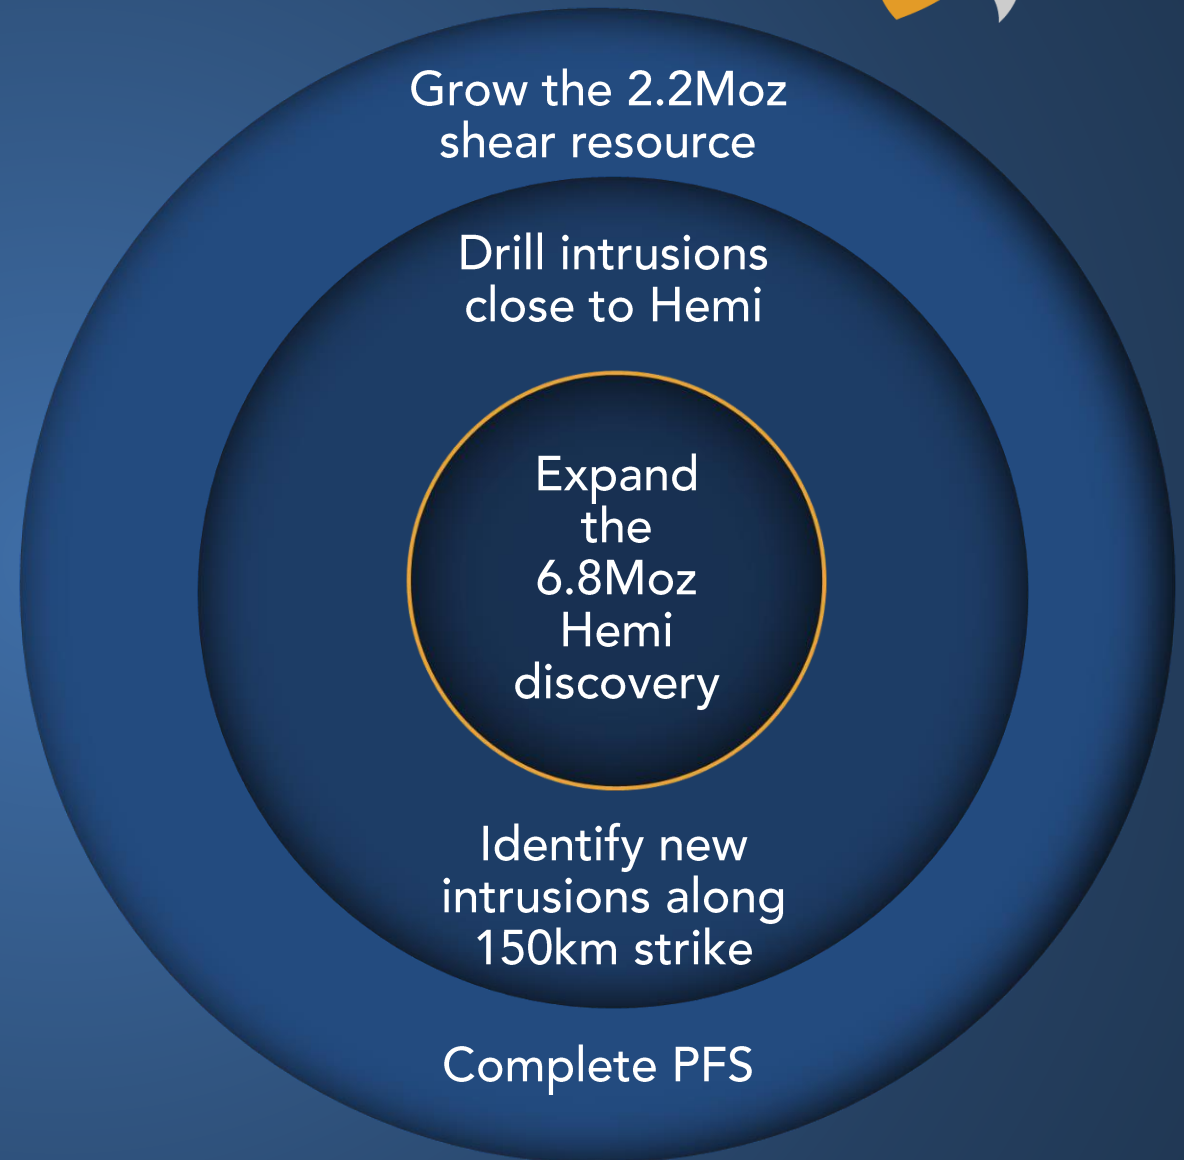 Grow the 2.2Moz
shear resource
Drill intrusions
close to Hemi
Expand
the
6.8Moz
Hemi
discovery
Identify new
intrusions along
150km strike
Complete PFS